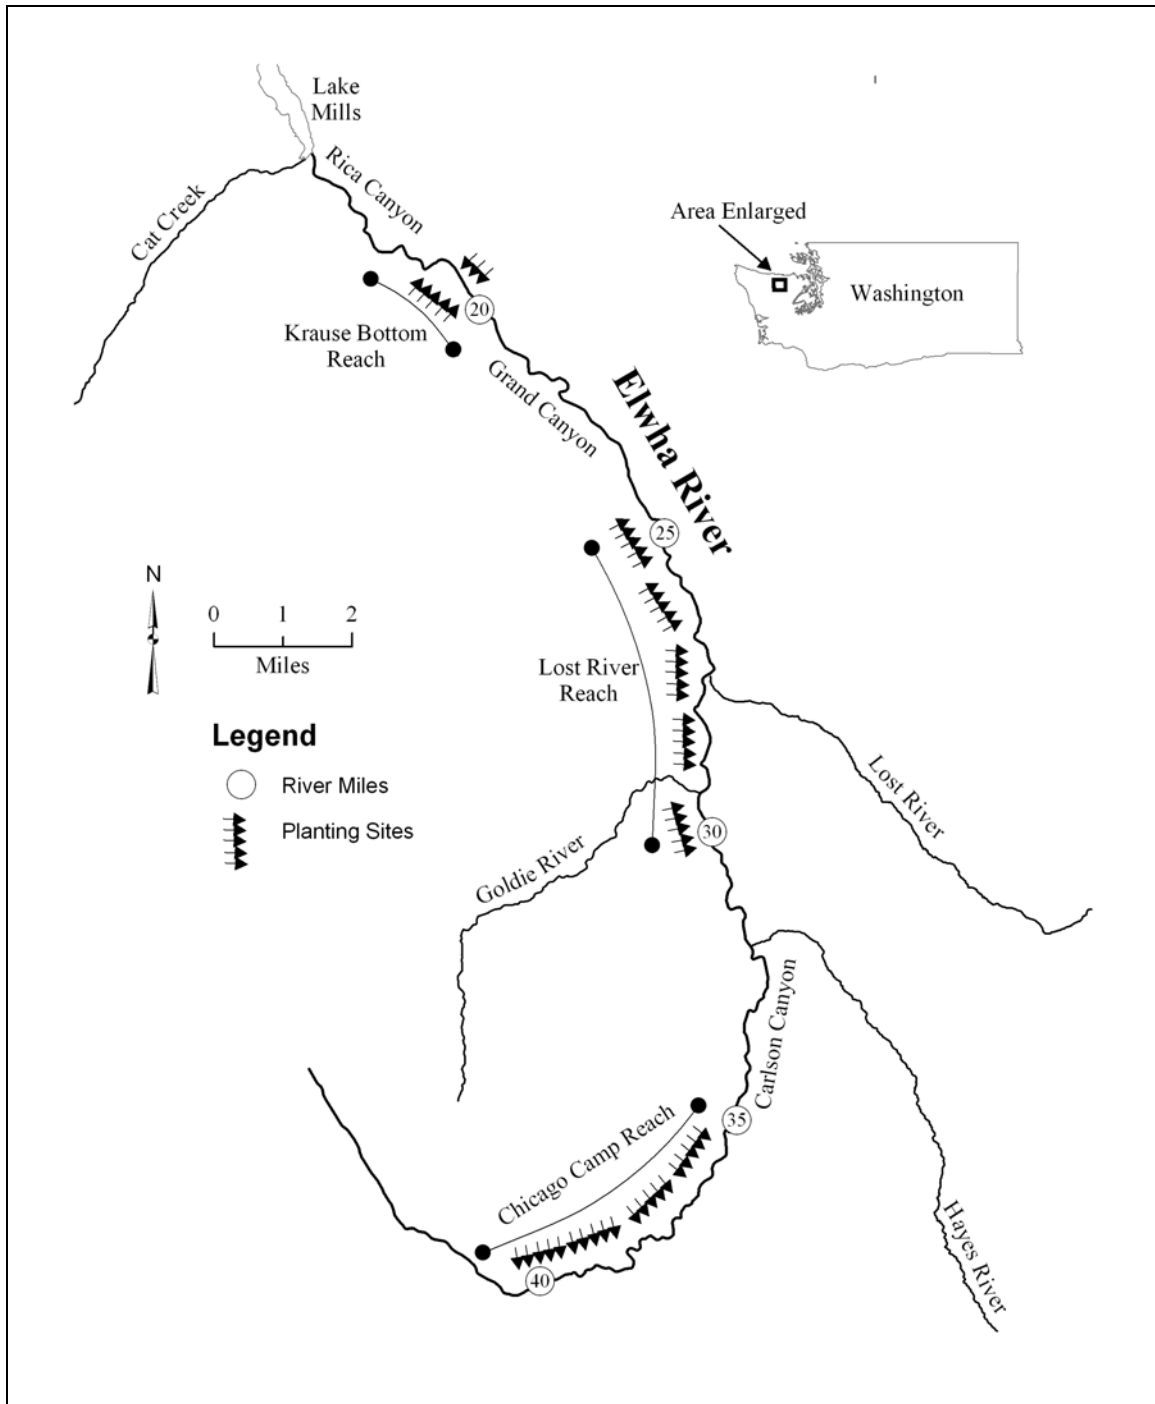 Lake
Mills
Rica Canyon
Cat Creek
Area Enlarged
Washington
20
Krause Bottom
Reach
Grand Canyon
Elwha River
25
N
0 1 2
Miles
Lost River
Reach
Legend
River Miles
Planting Sites
Lost River
30
Goldie River
Carlson Canyon
35
Chicago Camp Reach
Hayes River
40